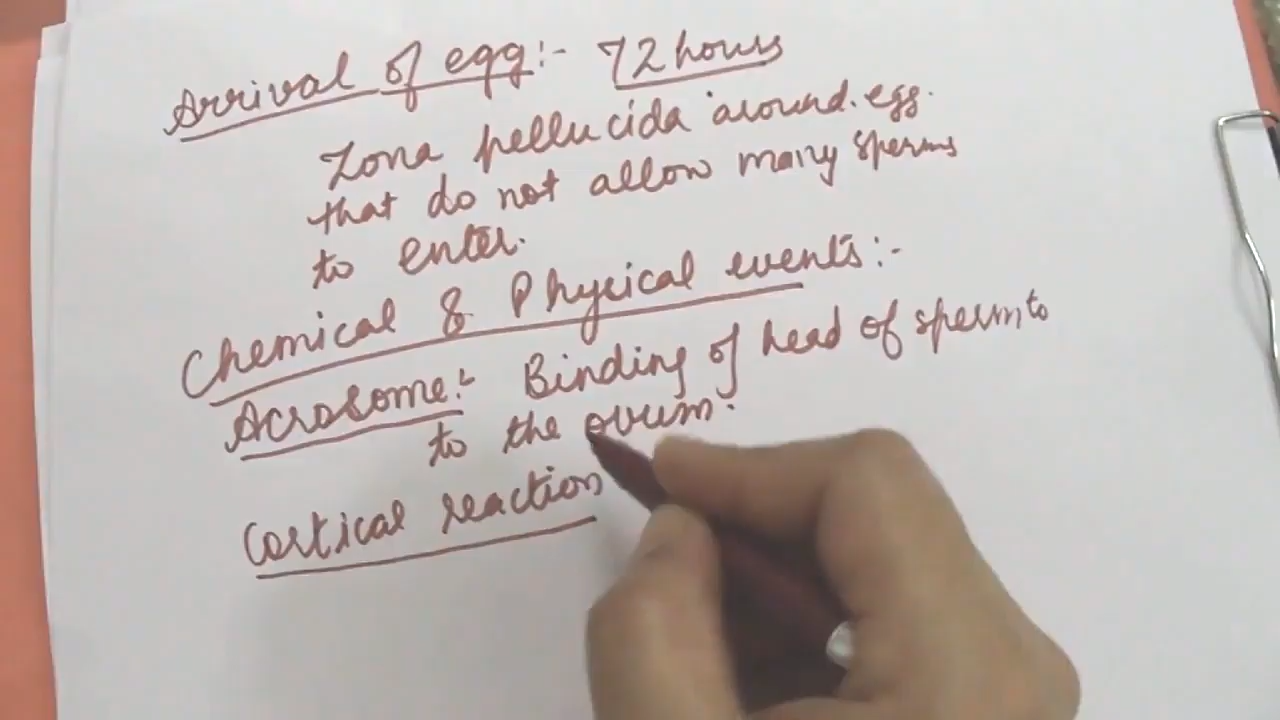 Arrival of egg:- 72 hours
Zona pellucida around egg.
that do not allow many sperms
to enter.
Chemical & Physical events:-
Acrosome:- Binding of head of sperm to
to the ovum.
Cortical reaction